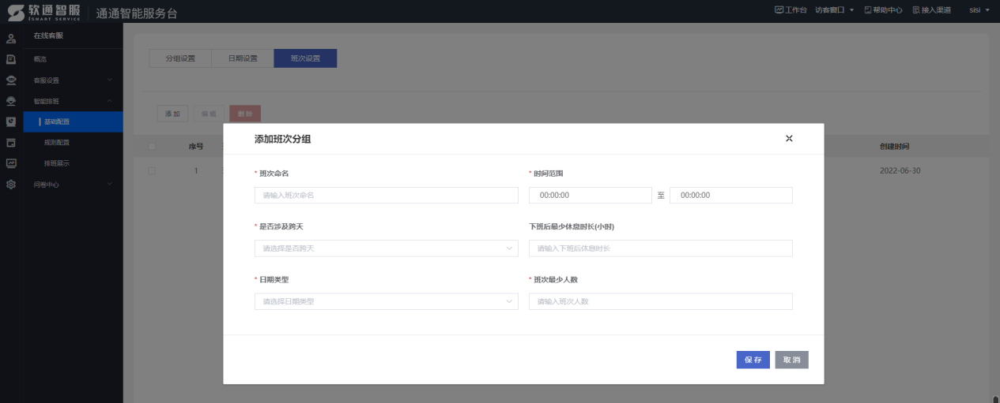 软通智服
ISMART SERVICE
通通智能服务台
工作台 访客窗口 帮助中心 接入渠道 sisi
在线客服
概览
客服设置
智能排班
基础配置
规则配置
排班展示
问卷中心
分组设置 日期设置 班次设置
添加 编辑 删除
序号 创建时间
1 2022-06-30
添加班次分组
* 班次命名 * 时间范围
请输入班次命名 00:00:00 至 00:00:00
* 是否涉及跨天 下班后最少休息时长(小时)
请选择是否跨天 请输入下班后休息时长
* 日期类型 * 班次最少人数
请选择日期类型 请输入班次人数
保存 取消